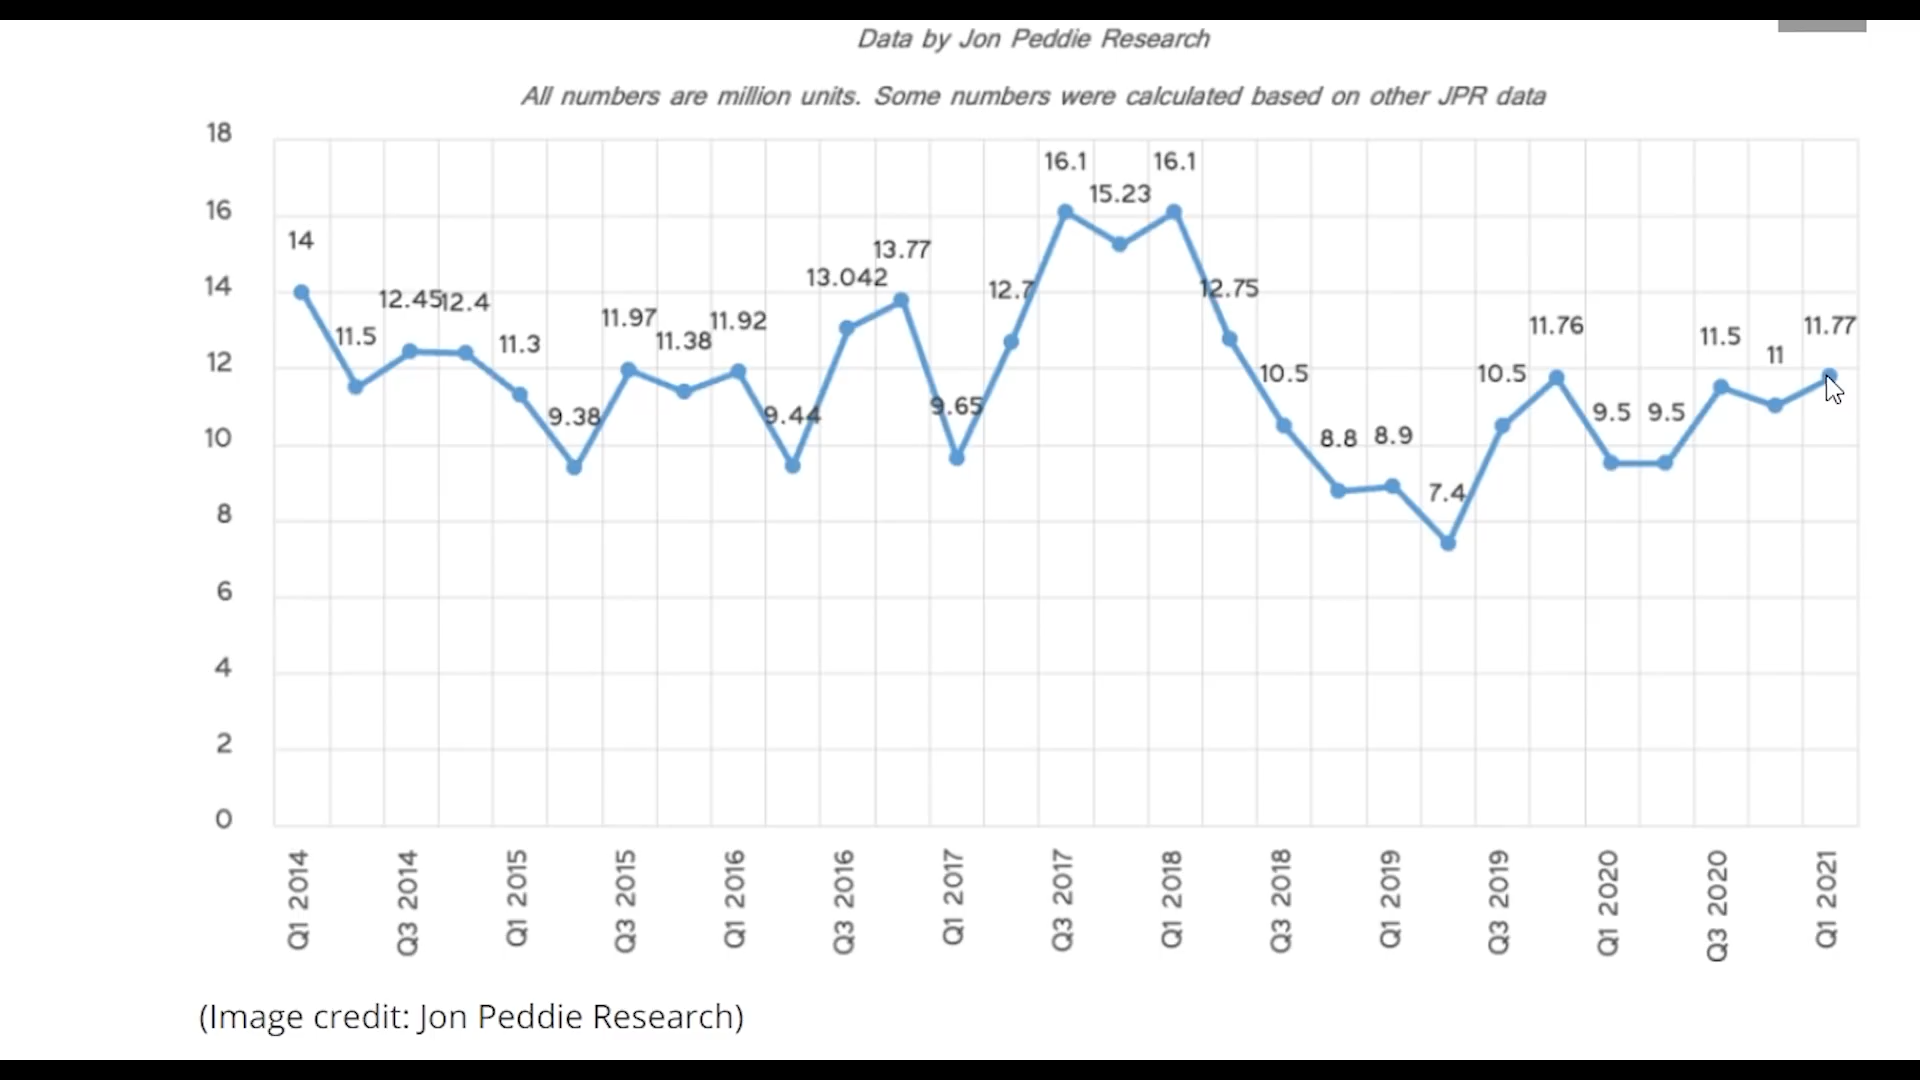 Data by Jon Peddie Research
All numbers are million units. Some numbers were calculated based on other JPR data
18
16
14
12
10
8
6
4
2
0
14
11.5
12.45
12.4
11.3
9.38
11.97
11.38
11.92
9.44
13.042
13.77
9.65
12.7
16.1
15.23
16.1
12.75
10.5
8.8
8.9
7.4
10.5
11.76
9.5
9.5
11.5
11
11.77
Q1 2014
Q3 2014
Q1 2015
Q3 2015
Q1 2016
Q3 2016
Q1 2017
Q3 2017
Q1 2018
Q3 2018
Q1 2019
Q3 2019
Q1 2020
Q3 2020
Q1 2021
(Image credit: Jon Peddie Research)